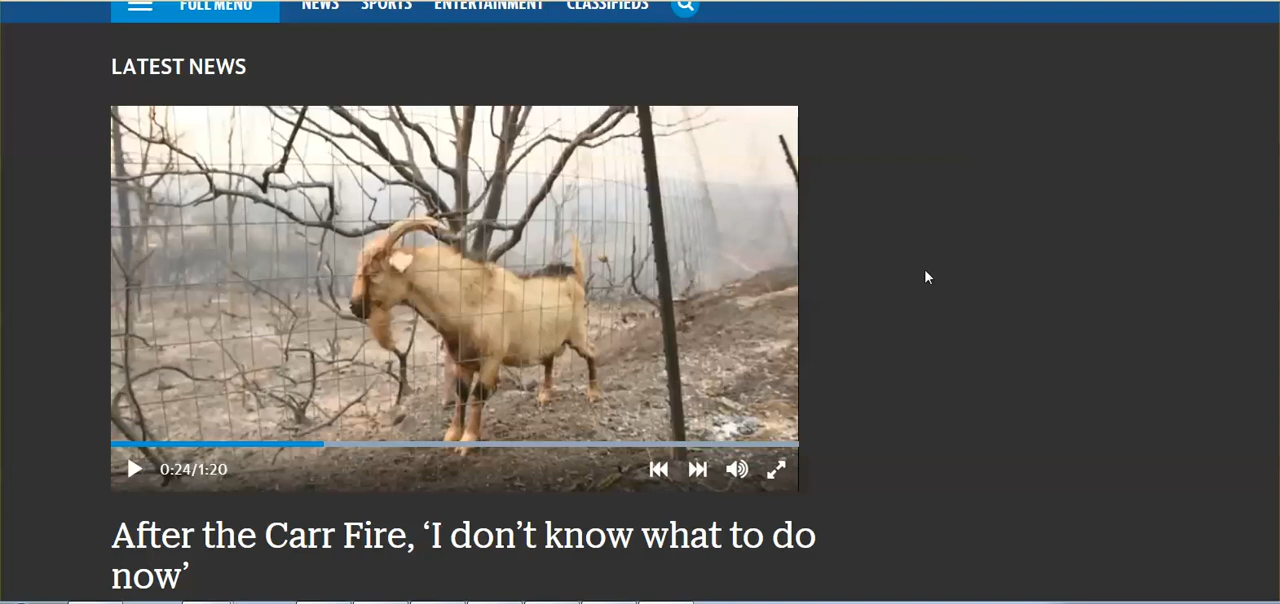 FULL MENU NEWS SPORTS ENTERTAINMENT CLASSIFIEDS
LATEST NEWS
0:24/1:20
After the Carr Fire, ‘I don’t know what to do
now’